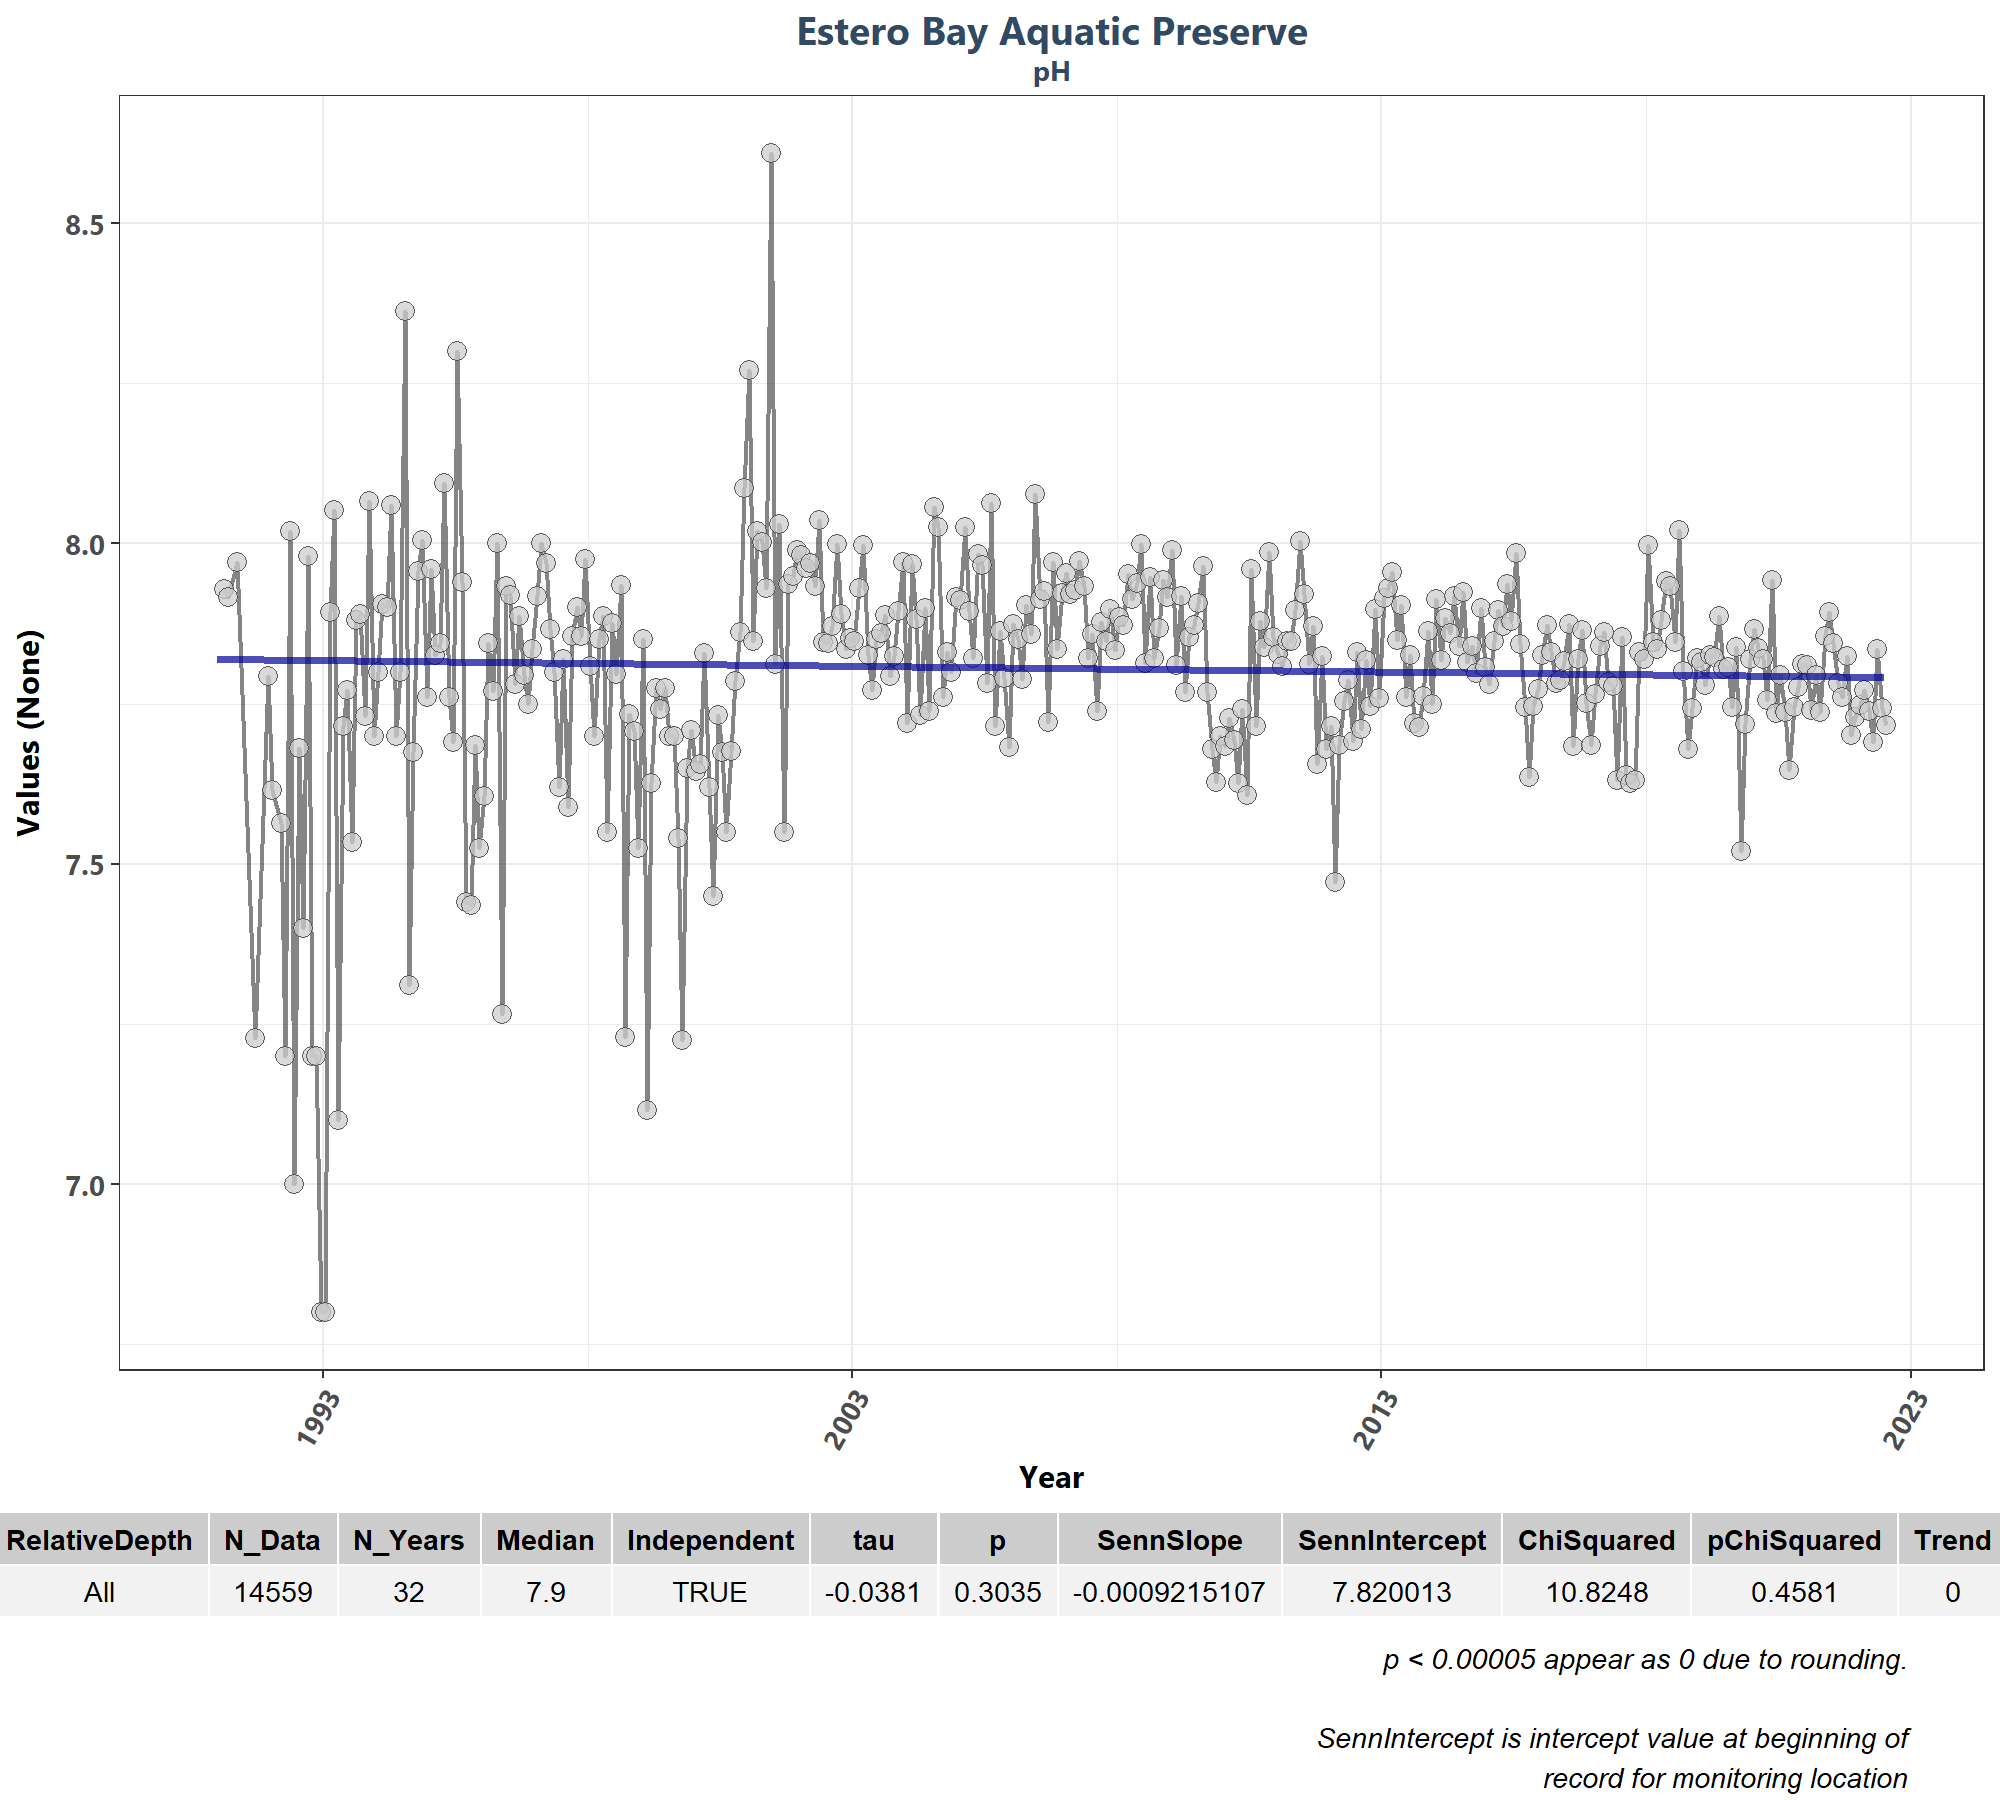 Estero Bay Aquatic Preserve
pH
8.5
8.0
7.5
7.0
Values (None)
1993
2003
2013
2023
Year
RelativeDepth N_Data N_Years Median Independent tau p SennSlope SennIntercept ChiSquared pChiSquared Trend
All 14559 32 7.9 TRUE -0.0381 0.3035 -0.0009215107 7.820013 10.8248 0.4581 0
p < 0.00005 appear as 0 due to rounding.
SennIntercept is intercept value at beginning of
record for monitoring location